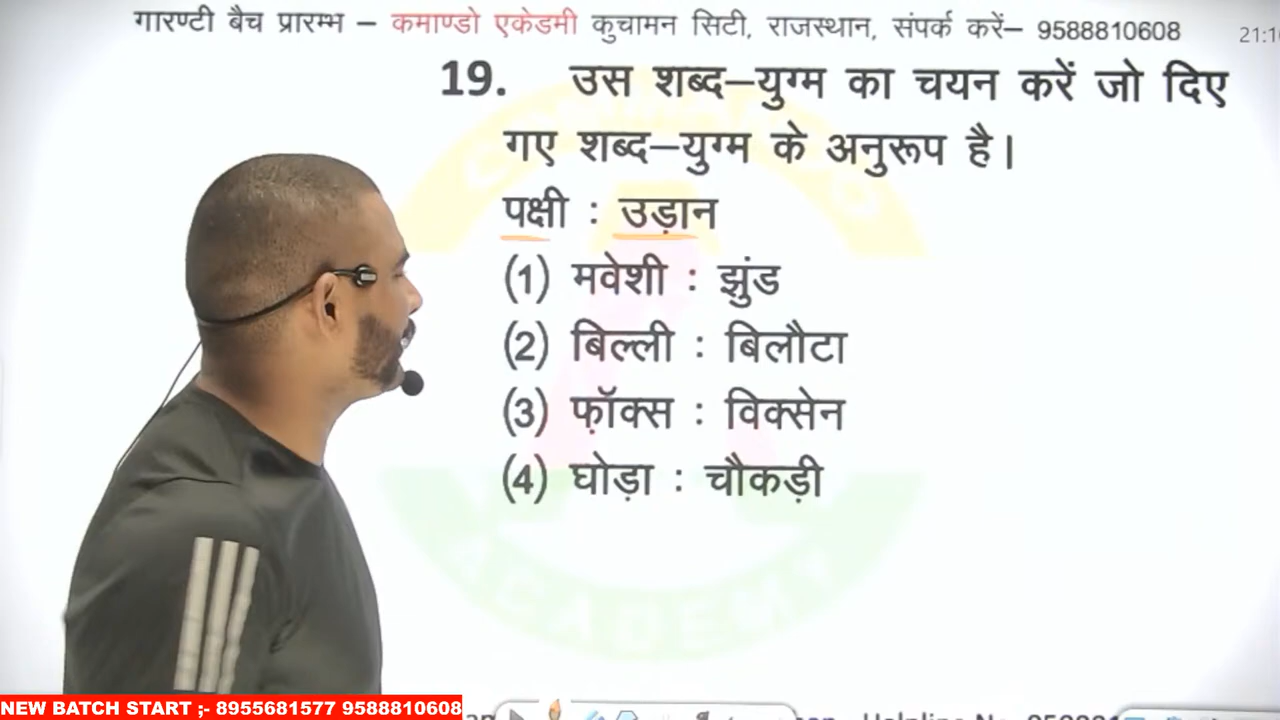 गारण्टी बैच प्रारम्भ – कमाण्डो एकेडमी कुचामन सिटी, राजस्थान, संपर्क करें– 9588810608
19. उस शब्द–युग्म का चयन करें जो दिए
गए शब्द–युग्म के अनुरूप है।
पक्षी : उड़ान
(1) मवेशी : झुंड
(2) बिल्ली : बिलौटा
(3) फ़ॉक्स : विक्सेन
(4) घोड़ा : चौकड़ी
ACADEMY
NEW BATCH START ;- 8955681577 9588810608